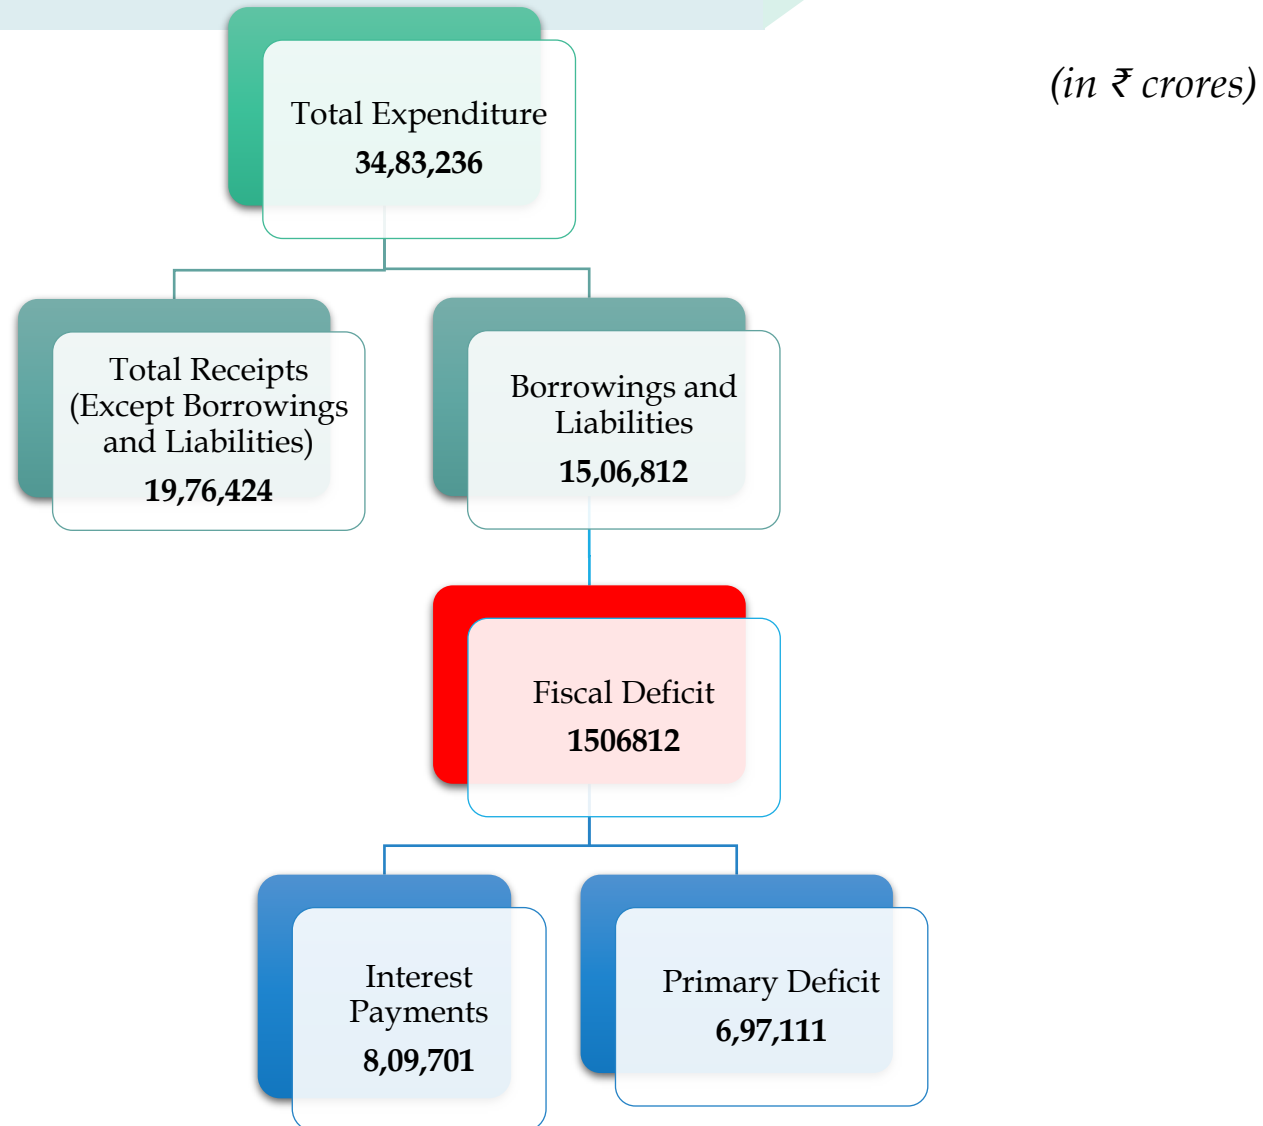 (in ₹ crores)
Total Expenditure
34,83,236
Total Receipts
(Except Borrowings
and Liabilities)
19,76,424
Borrowings and
Liabilities
15,06,812
Fiscal Deficit
1506812
Interest
Payments
8,09,701
Primary Deficit
6,97,111